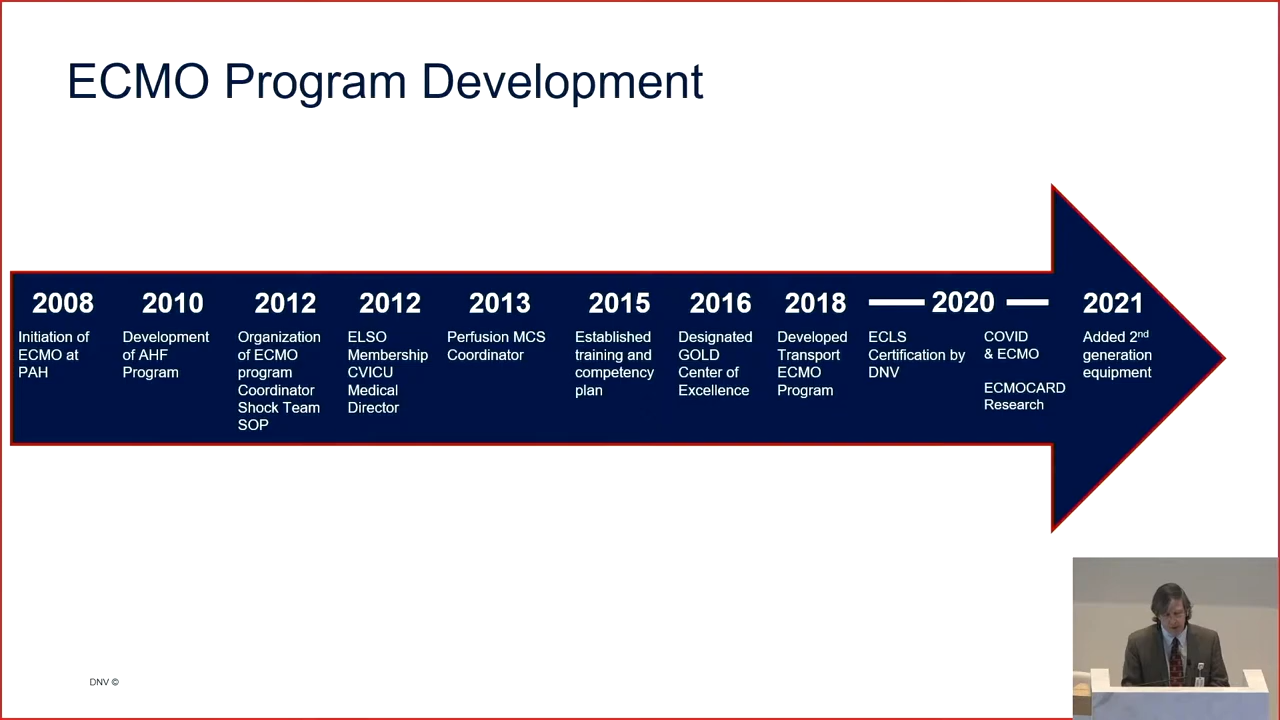 ECMO Program Development
2008
Initiation of
ECMO at
PAH
2010
Development
of AHF
Program
2012
Organization
of ECMO
program
Coordinator
Shock Team
SOP
2012
ELSO
Membership
CVICU
Medical
Director
2013
Perfusion MCS
Coordinator
2015
Established
training and
competency
plan
2016
Designated
GOLD
Center of
Excellence
2018
Developed
Transport
ECMO
Program
2020
ECLS
Certification by
DNV
COVID
& ECMO
ECMOCARD
Research
2021
Added 2nd
generation
equipment
DNV ©